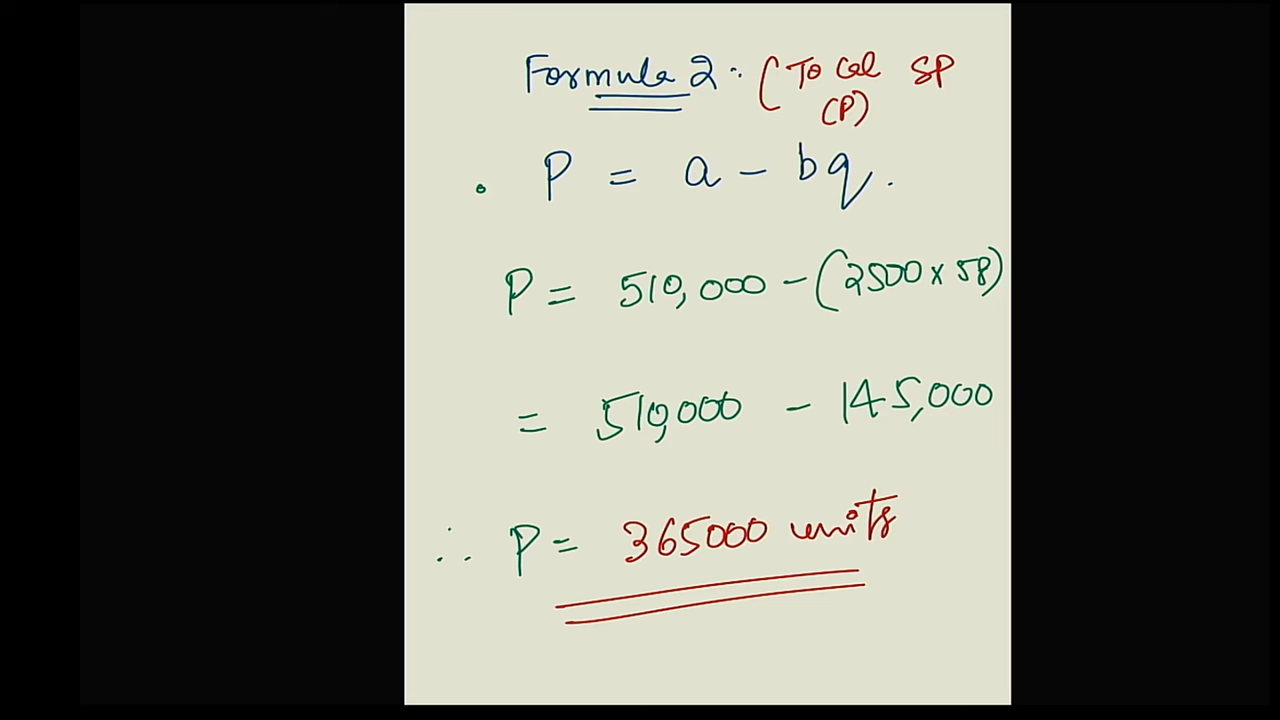 Formula 2: (To Cal SP
(P)
P = a - bq.
P = 510,000 - (2500 x 58)
= 510,000 - 145,000
∴ P = 365000 units